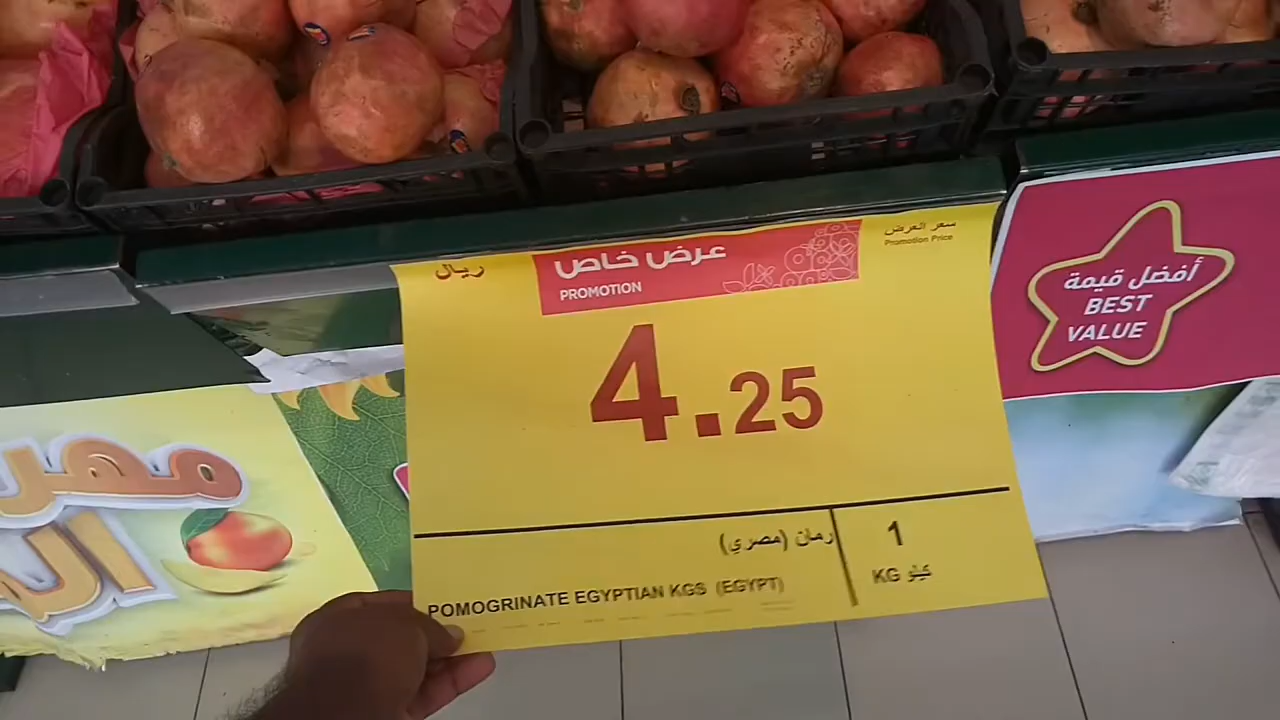 ريال
عرض خاص
PROMOTION
سعر العرض
Promotion Price
4.25
رمان (مصري)
POMOGRINATE EGYPTIAN KGS (EGYPT)
1
KG كيلو
أفضل قيمة
BEST
VALUE